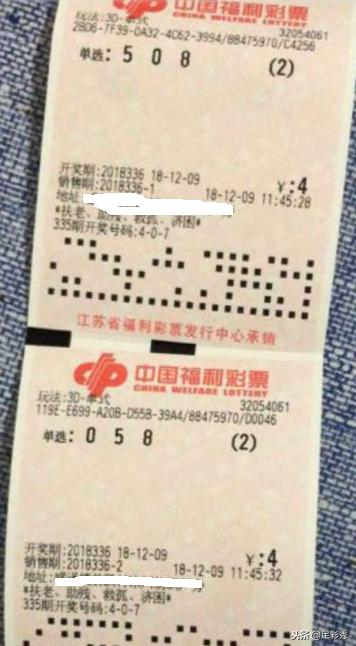 中国福利彩票
CHINA WELFARE LOTTERY
玩法:3D-单式 32054061
28D6-7F39-0A32-4C62-3994/88475970/C4256
单选: 5 0 8 (2)
开奖期:2018336 18-12-09 ¥:4
销售期:2018336-1 18-12-09 11:45:28
地址:
*扶老、助残、救孤、济困*
335期开奖号码:4-0-7
江苏省福利彩票发行中心承销
中国福利彩票
CHINA WELFARE LOTTERY
玩法:3D-单式 32054061
119E-E699-A20B-D55B-39A4/88475970/D0046
单选: 0 5 8 (2)
开奖期:2018336 18-12-09 ¥:4
销售期:2018336-2 18-12-09 11:45:32
地址:
*扶老、助残、救孤、济困*
335期开奖号码:4-0-7
头条@足彩秀